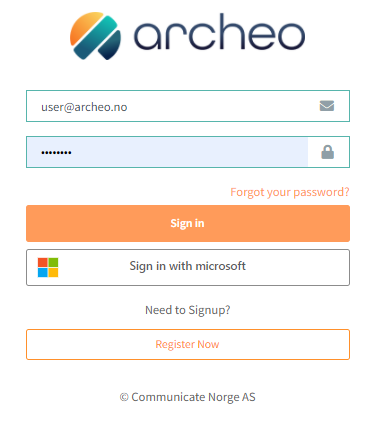 archeo
user@archeo.no
••••••••
Forgot your password?
Sign in
Sign in with microsoft
Need to Signup?
Register Now
© Communicate Norge AS